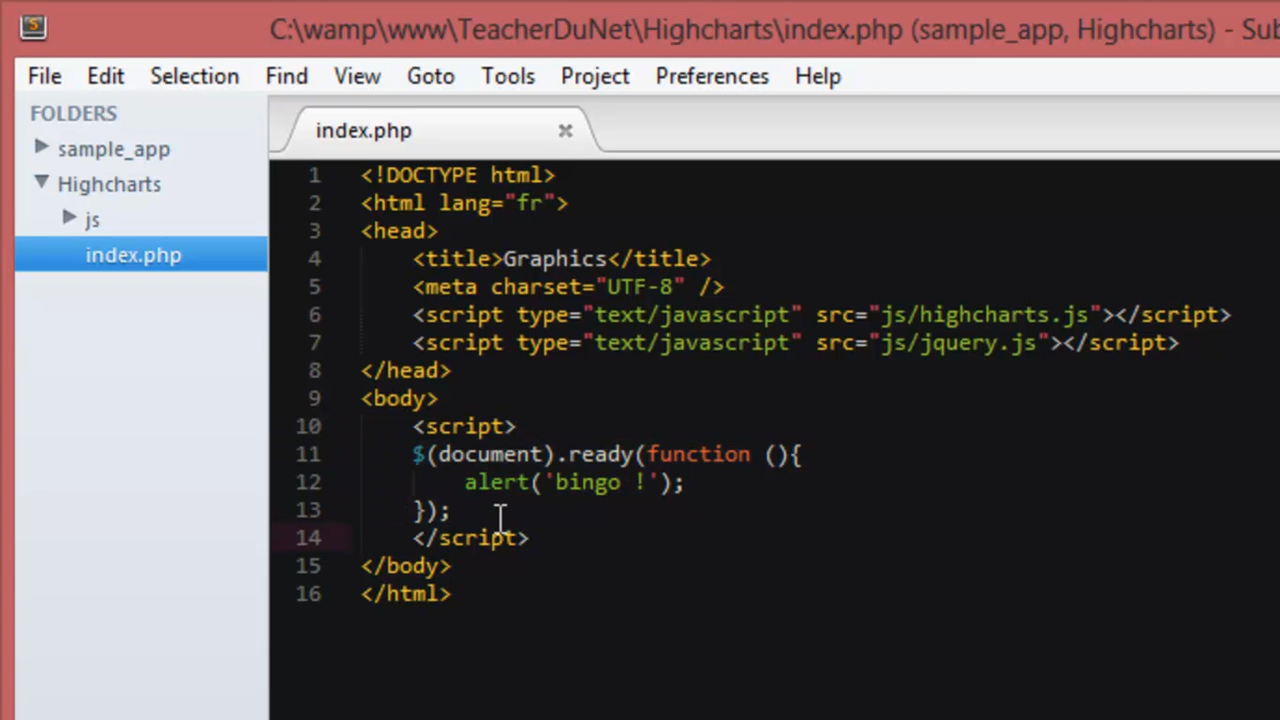 C:\wamp\www\TeacherDuNet\Highcharts\index.php (sample_app, Highcharts) - Sub
File Edit Selection Find View Goto Tools Project Preferences Help
FOLDERS
sample_app
Highcharts
js
index.php
index.php
1 <!DOCTYPE html>
2 <html lang="fr">
3 <head>
4 <title>Graphics</title>
5 <meta charset="UTF-8" />
6 <script type="text/javascript" src="js/highcharts.js"></script>
7 <script type="text/javascript" src="js/jquery.js"></script>
8 </head>
9 <body>
10 <script>
11 $(document).ready(function (){
12 alert('bingo !');
13 });
14 </script>
15 </body>
16 </html>